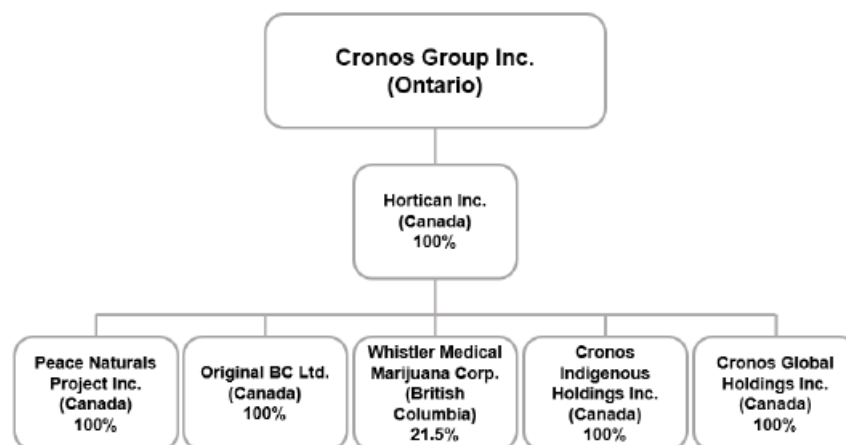 Cronos Group Inc.
(Ontario)
Hortican Inc.
(Canada)
100%
Peace Naturals
Project Inc.
(Canada)
100%
Original BC Ltd.
(Canada)
100%
Whistler Medical
Marijuana Corp.
(British
Columbia)
21.5%
Cronos
Indigenous
Holdings Inc.
(Canada)
100%
Cronos Global
Holdings Inc.
(Canada)
100%